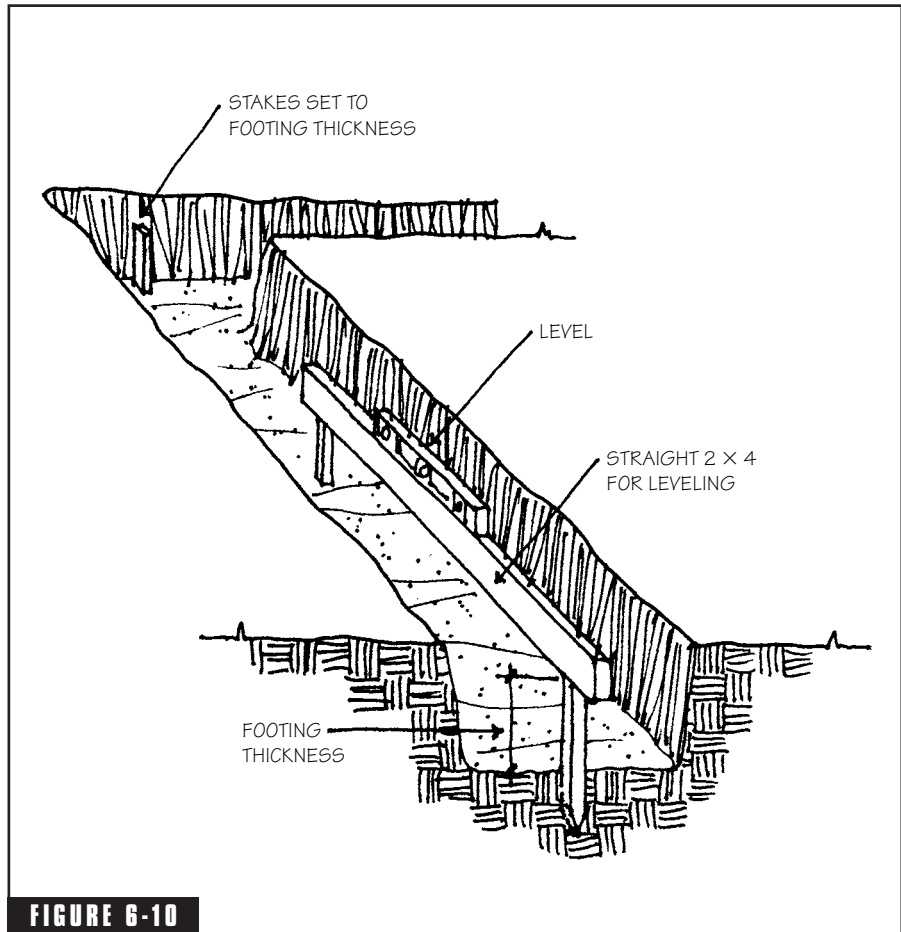 STAKES SET TO
FOOTING THICKNESS
LEVEL
STRAIGHT 2 × 4
FOR LEVELING
FOOTING
THICKNESS
FIGURE 6-10